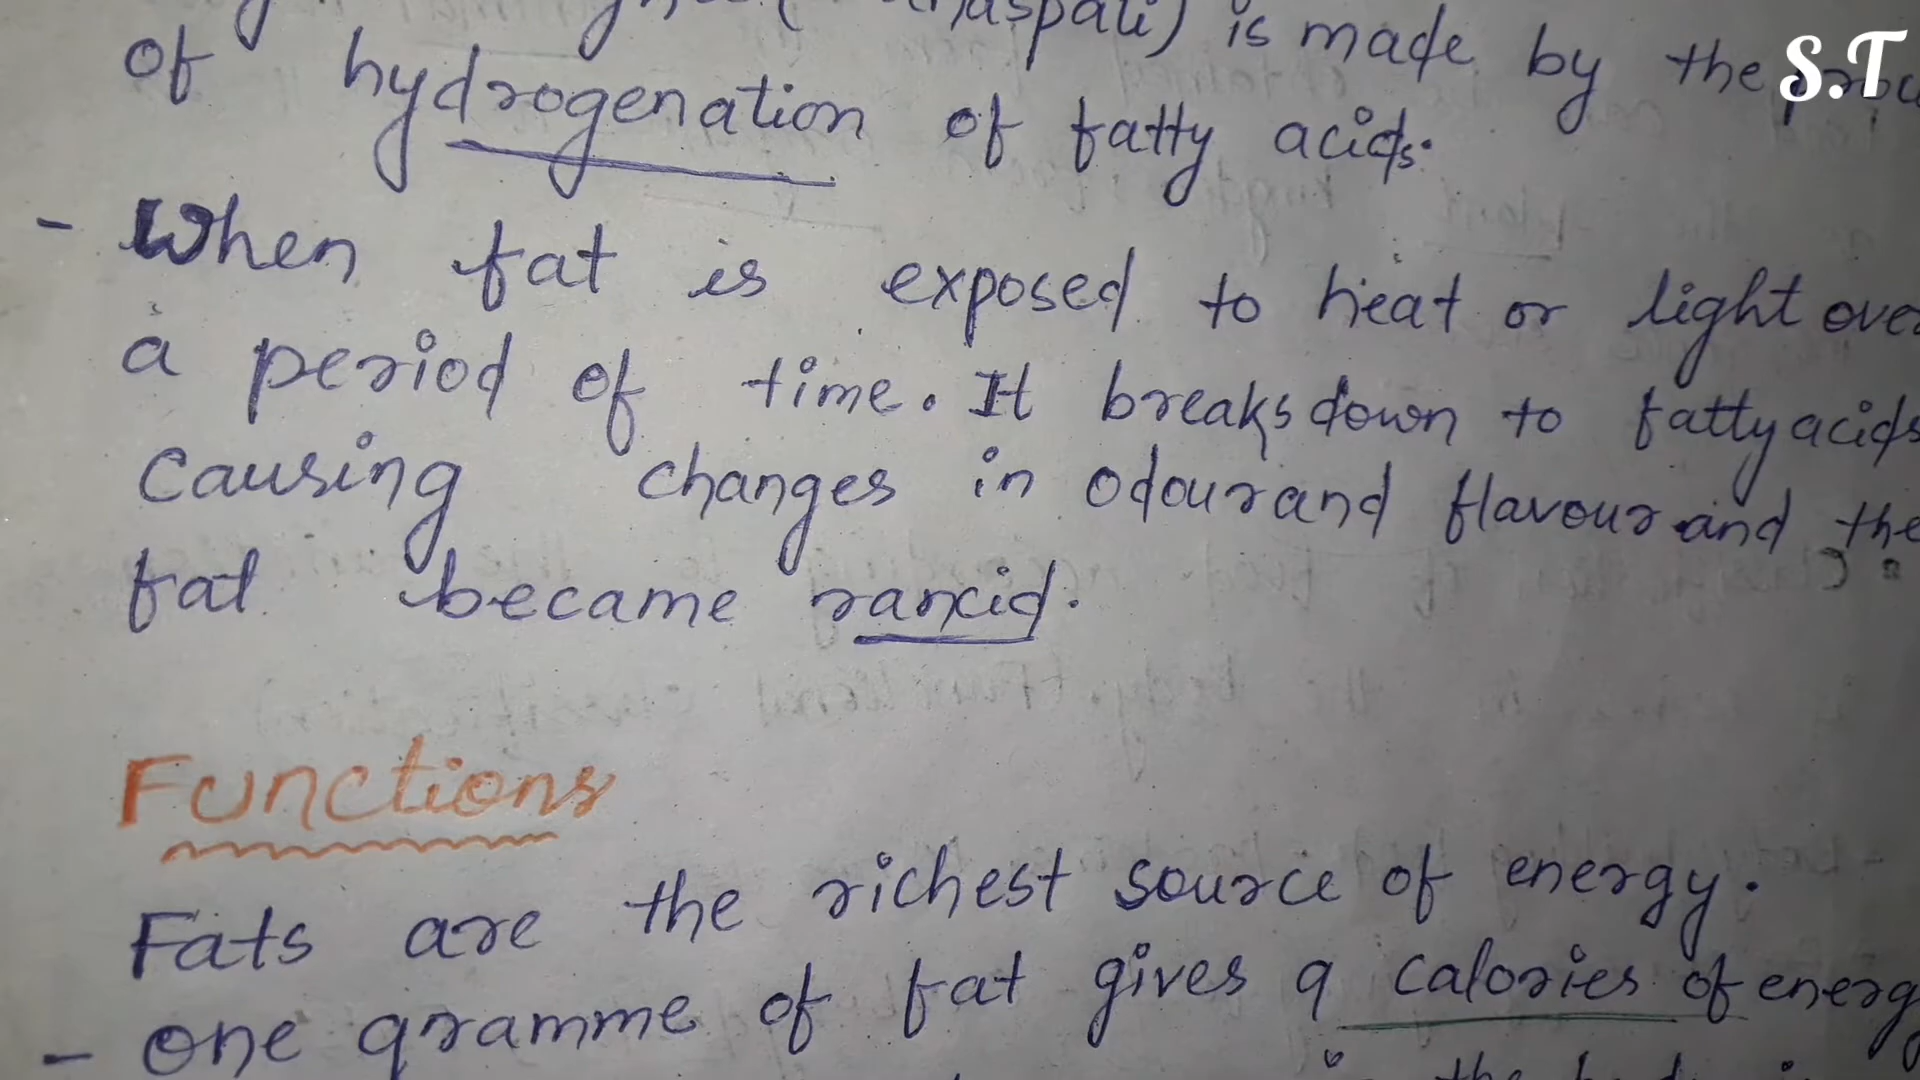 is made by the
S.T
of hydrogenation of fatty acids.
- When fat is exposed to heat or light over
a period of time. It breaks down to fatty acids
causing changes in odour and flavour and the
fat became rancid.
Functions
Fats are the richest source of energy.
- one gramme of fat gives 9 calories of energy